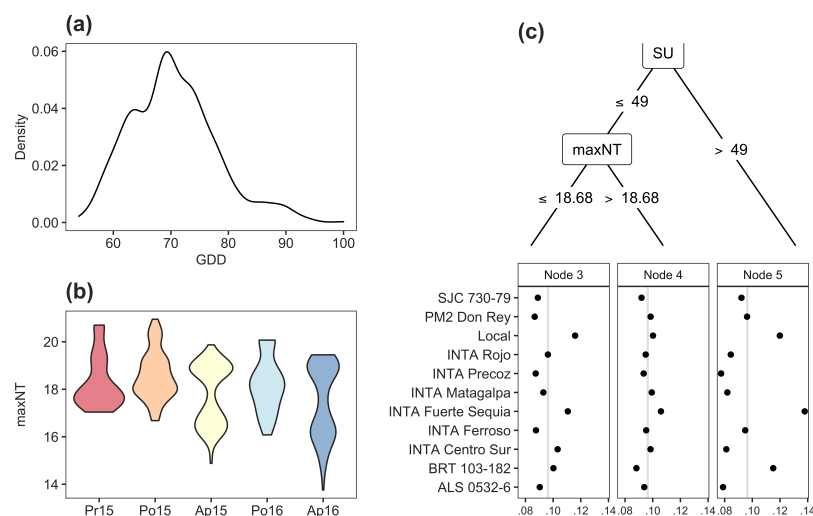 (a)
0.06
0.04
0.02
0.00
Density
60 70 80 90 100
GDD
(b)
20
18
16
14
maxNT
Pr15 Po15 Ap15 Po16 Ap16
(c)
SU
≤ 49
maxNT
> 49
≤ 18.68 > 18.68
Node 3 Node 4 Node 5
SJC 730-79
PM2 Don Rey
Local
INTA Rojo
INTA Precoz
INTA Matagalpa
INTA Fuerte Sequia
INTA Ferroso
INTA Centro Sur
BRT 103-182
ALS 0532-6
.08 .10 .12 .14 .08 .10 .12 .14 .08 .10 .12 .14